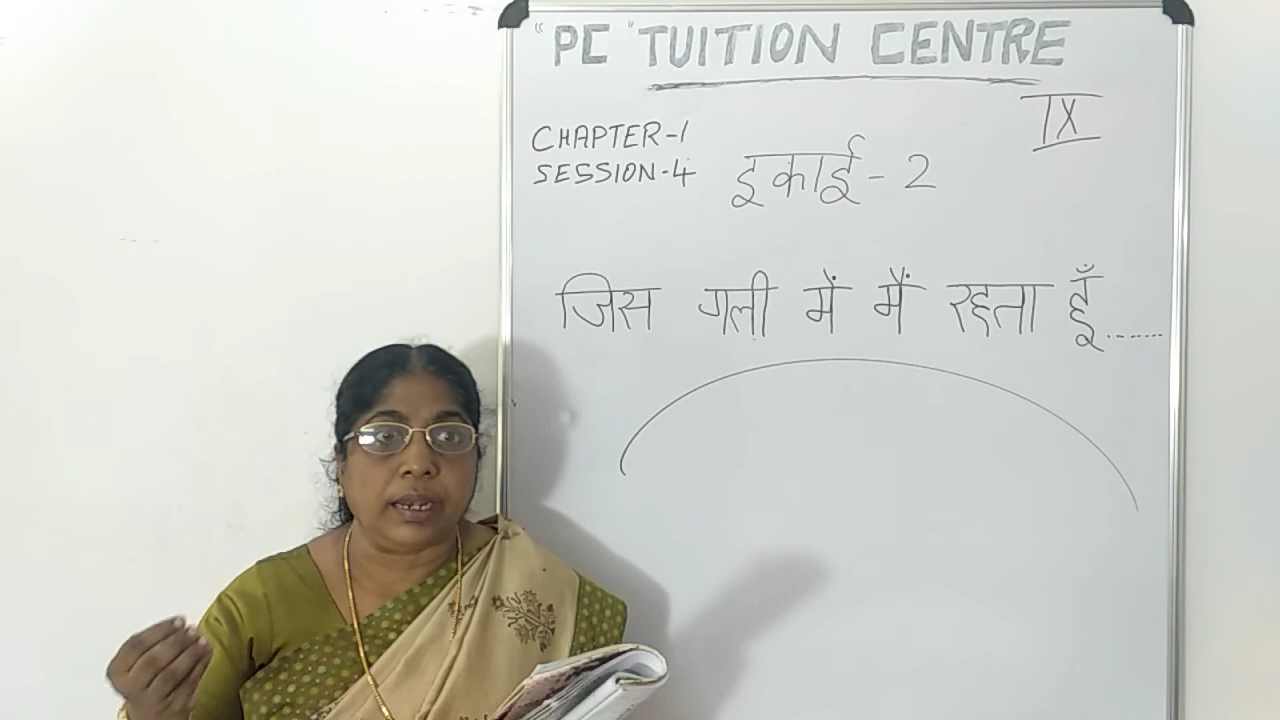 "PC" TUITION CENTRE
IX
CHAPTER-1
SESSION-4
इकाई - 2
जिस गली में मैं रहता हूँ.......